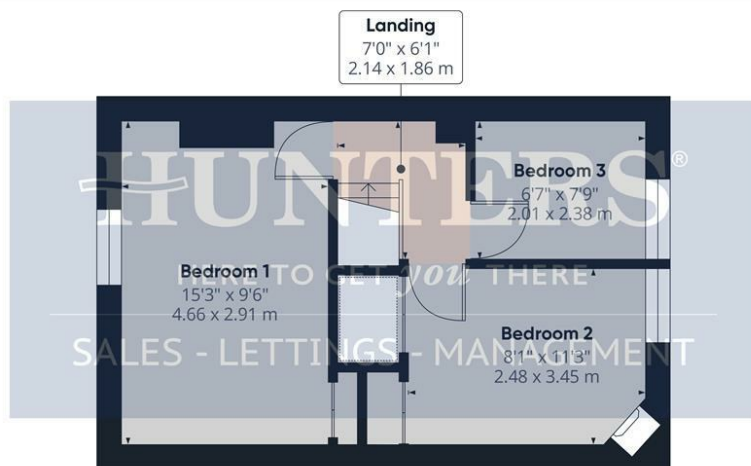 Landing
7'0" x 6'1"
2.14 x 1.86 m
HUNTERS®
Bedroom 3
6'7" x 7'9"
2.01 x 2.38 m
Bedroom 1
15'3" x 9'6"
4.66 x 2.91 m
HERE TO GET you THERE
Bedroom 2
8'1" x 11'3"
2.48 x 3.45 m
SALES - LETTINGS - MANAGEMENT